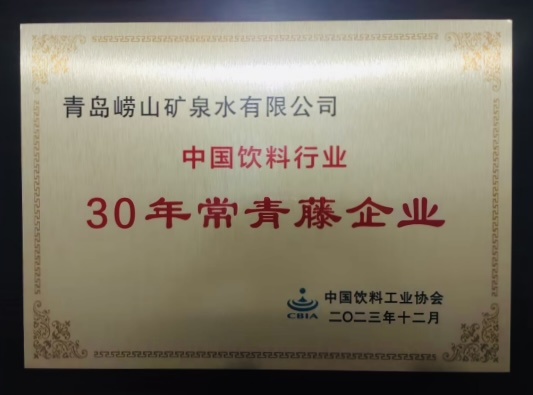 青岛崂山矿泉水有限公司
中国饮料行业
30年常青藤企业
中国饮料工业协会
CBIA
二〇二三年十二月